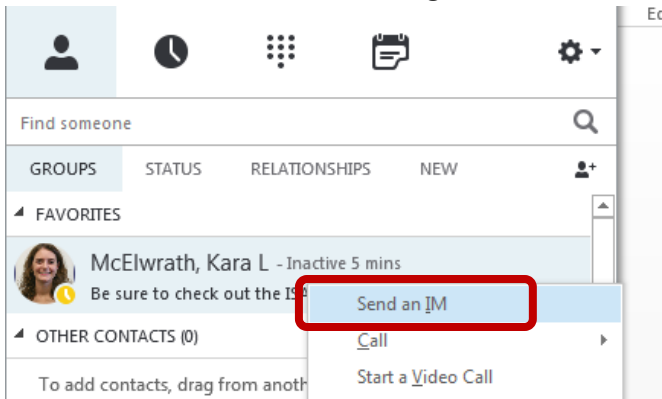 Find someone
GROUPS STATUS RELATIONSHIPS NEW
FAVORITES
McElwrath, Kara L - Inactive 5 mins
Be sure to check out the
Send an IM
OTHER CONTACTS (0)
Call
To add contacts, drag from
Start a Video Call